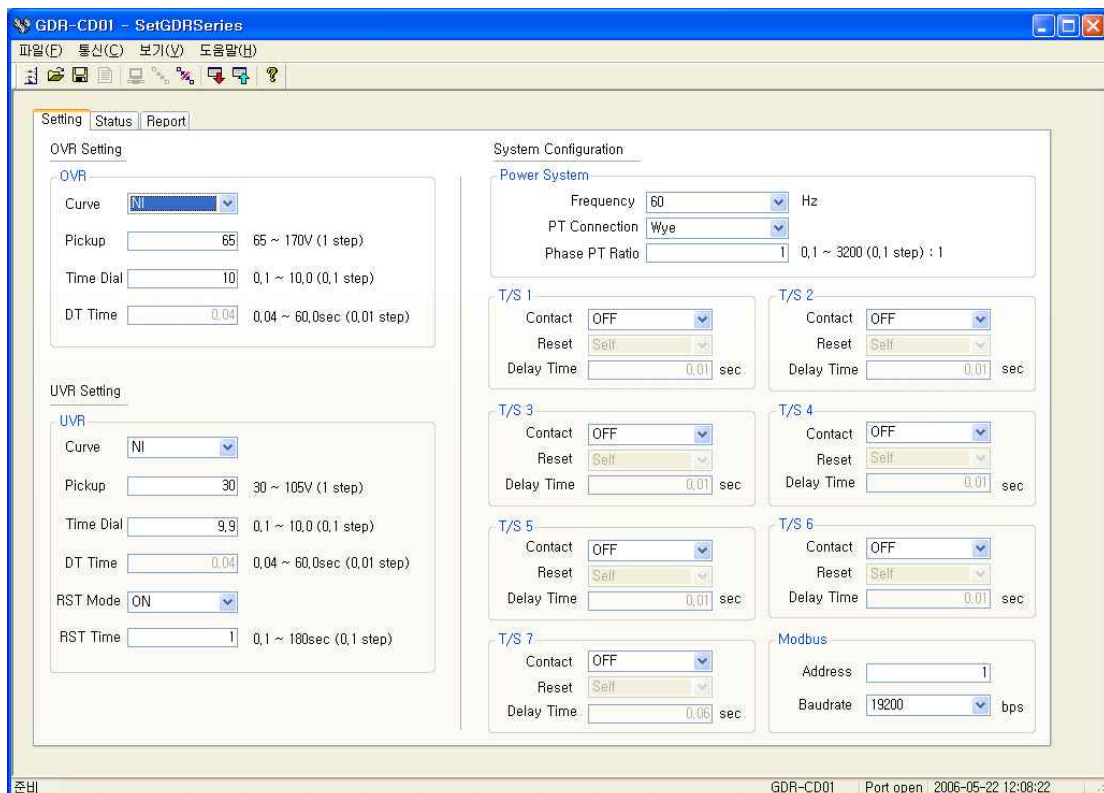 GDR-CD01 - SetGDRSeries
파일(F) 통신(C) 보기(V) 도움말(H)
Setting Status Report
OVR Setting
OVR
Curve NI
Pickup 65 65 ~ 170V (1 step)
Time Dial 10 0,1 ~ 10,0 (0,1 step)
DT Time 0,04 0,04 ~ 60,0sec (0,01 step)
UVR Setting
UVR
Curve NI
Pickup 30 30 ~ 105V (1 step)
Time Dial 9,9 0,1 ~ 10,0 (0,1 step)
DT Time 0,04 0,04 ~ 60,0sec (0,01 step)
RST Mode ON
RST Time 1 0,1 ~ 180sec (0,1 step)
System Configuration
Power System
Frequency 60 Hz
PT Connection Wye
Phase PT Ratio 1 0,1 ~ 3200 (0,1 step) : 1
T/S 1
Contact OFF
Reset Self
Delay Time 0,01 sec
T/S 2
Contact OFF
Reset Self
Delay Time 0,01 sec
T/S 3
Contact OFF
Reset Self
Delay Time 0,01 sec
T/S 4
Contact OFF
Reset Self
Delay Time 0,01 sec
T/S 5
Contact OFF
Reset Self
Delay Time 0,01 sec
T/S 6
Contact OFF
Reset Self
Delay Time 0,01 sec
T/S 7
Contact OFF
Reset Self
Delay Time 0,06 sec
Modbus
Address 1
Baudrate 19200 bps
준비 GDR-CD01 Port open 2006-05-22 12:08:22